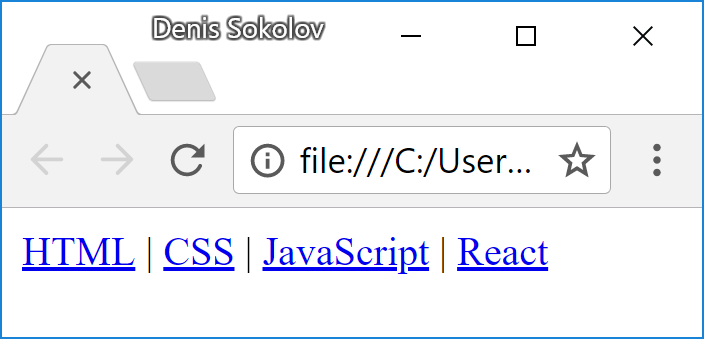 Denis Sokolov
file:///C:/User...
HTML | CSS | JavaScript | React